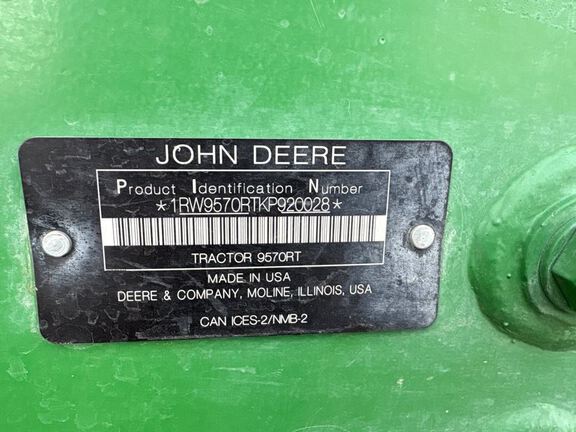 JOHN DEERE
Product Identification Number
*1RW9570RTKP920028*
TRACTOR 9570RT
MADE IN USA
DEERE & COMPANY, MOLINE, ILLINOIS, USA
CAN ICES-2/NMB-2